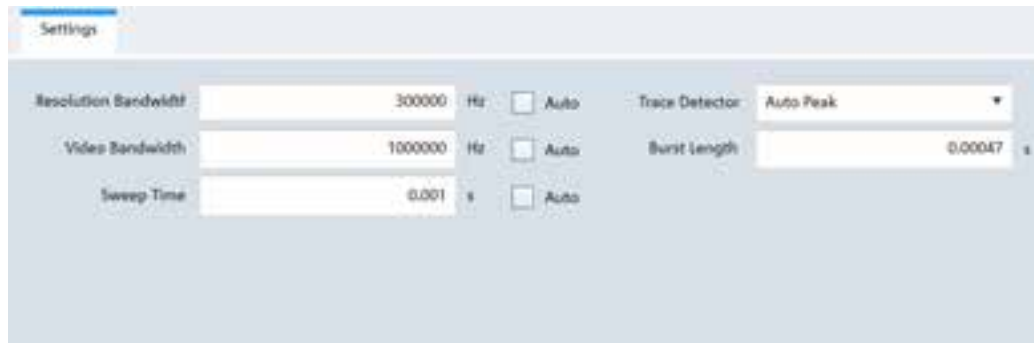 Settings
Resolution Bandwidth 300000 Hz Auto Trace Detector Auto Peak
Video Bandwidth 1000000 Hz Auto Burst Length 0.00047 s
Sweep Time 0.001 s Auto